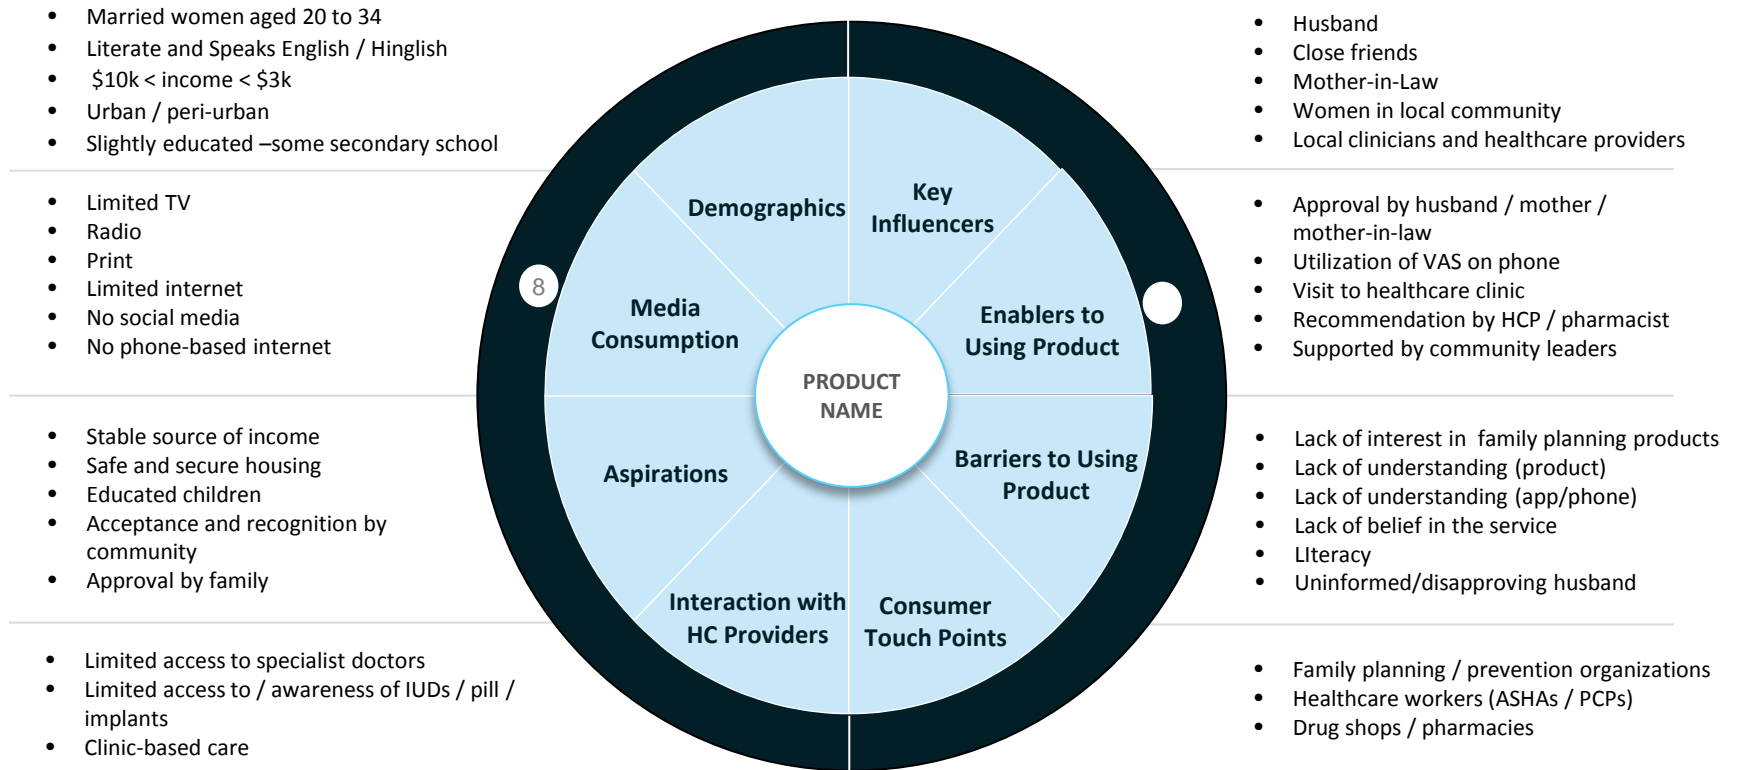 • Married women aged 20 to 34
• Literate and Speaks English / Hinglish
• $10k < income < $3k
• Urban / peri-urban
• Slightly educated –some secondary school
• Limited TV
• Radio
• Print
• Limited internet
• No social media
• No phone-based internet
• Stable source of income
• Safe and secure housing
• Educated children
• Acceptance and recognition by
community
• Approval by family
• Limited access to specialist doctors
• Limited access to / awareness of IUDs / pill /
implants
• Clinic-based care
8
Demographics
Key
Influencers
Media
Consumption
Enablers to
Using Product
PRODUCT
NAME
Aspirations
Barriers to Using
Product
Interaction with
HC Providers
Consumer
Touch Points
• Husband
• Close friends
• Mother-in-Law
• Women in local community
• Local clinicians and healthcare providers
• Approval by husband / mother /
mother-in-law
• Utilization of VAS on phone
• Visit to healthcare clinic
• Recommendation by HCP / pharmacist
• Supported by community leaders
• Lack of interest in family planning products
• Lack of understanding (product)
• Lack of understanding (app/phone)
• Lack of belief in the service
• LIteracy
• Uninformed/disapproving husband
• Family planning / prevention organizations
• Healthcare workers (ASHAs / PCPs)
• Drug shops / pharmacies